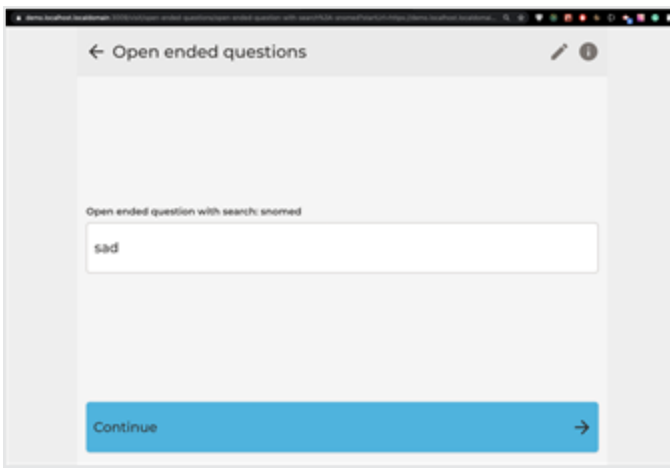 Open ended questions
Open ended question with search: snomed
sad
Continue